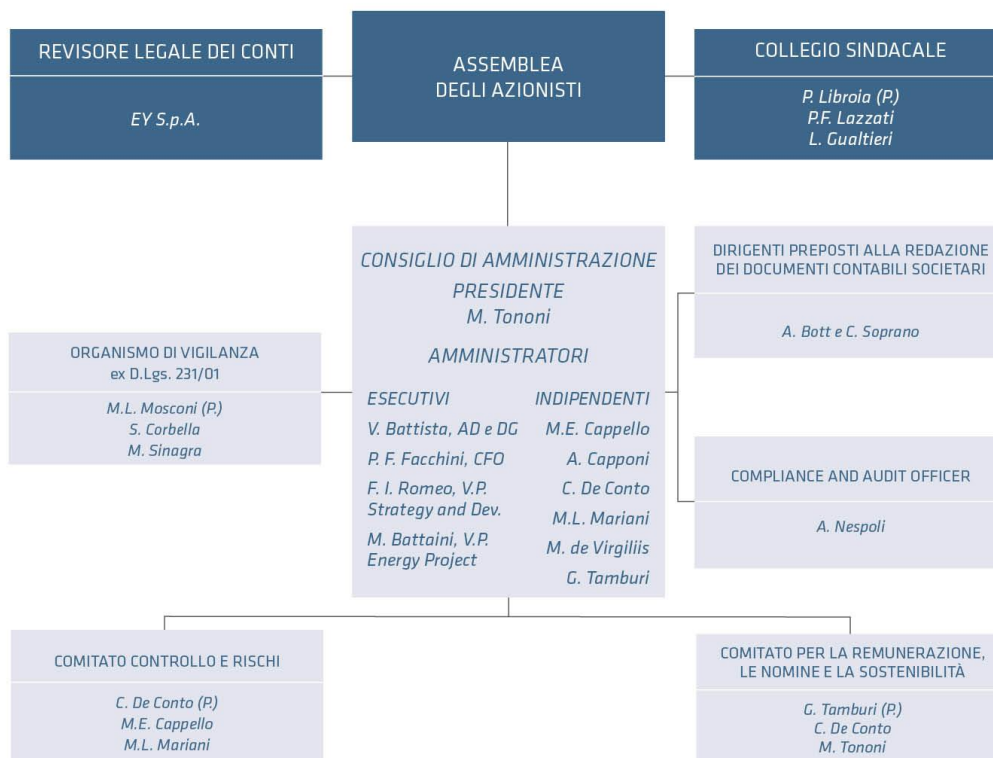 REVISORE LEGALE DEI CONTI
EY S.p.A.
ASSEMBLEA
DEGLI AZIONISTI
COLLEGIO SINDACALE
P. Libroia (P.)
P.F. Lazzati
L. Gualtieri
CONSIGLIO DI AMMINISTRAZIONE
PRESIDENTE
M. Tononi
AMMINISTRATORI
ESECUTIVI
V. Battista, AD e DG
P. F. Facchini, CFO
F. I. Romeo, V.P.
Strategy and Dev.
M. Battaini, V.P.
Energy Project
INDIPENDENTI
M.E. Cappello
A. Capponi
C. De Conto
M.L. Mariani
M. de Virgiliis
G. Tamburi
ORGANISMO DI VIGILANZA
ex D.Lgs. 231/01
M.L. Mosconi (P.)
S. Corbella
M. Sinagra
DIRIGENTI PREPOSTI ALLA REDAZIONE
DEI DOCUMENTI CONTABILI SOCIETARI
A. Bott e C. Soprano
COMPLIANCE AND AUDIT OFFICER
A. Nespoli
COMITATO CONTROLLO E RISCHI
C. De Conto (P.)
M.E. Cappello
M.L. Mariani
COMITATO PER LA REMUNERAZIONE,
LE NOMINE E LA SOSTENIBILITÀ
G. Tamburi (P.)
C. De Conto
M. Tononi